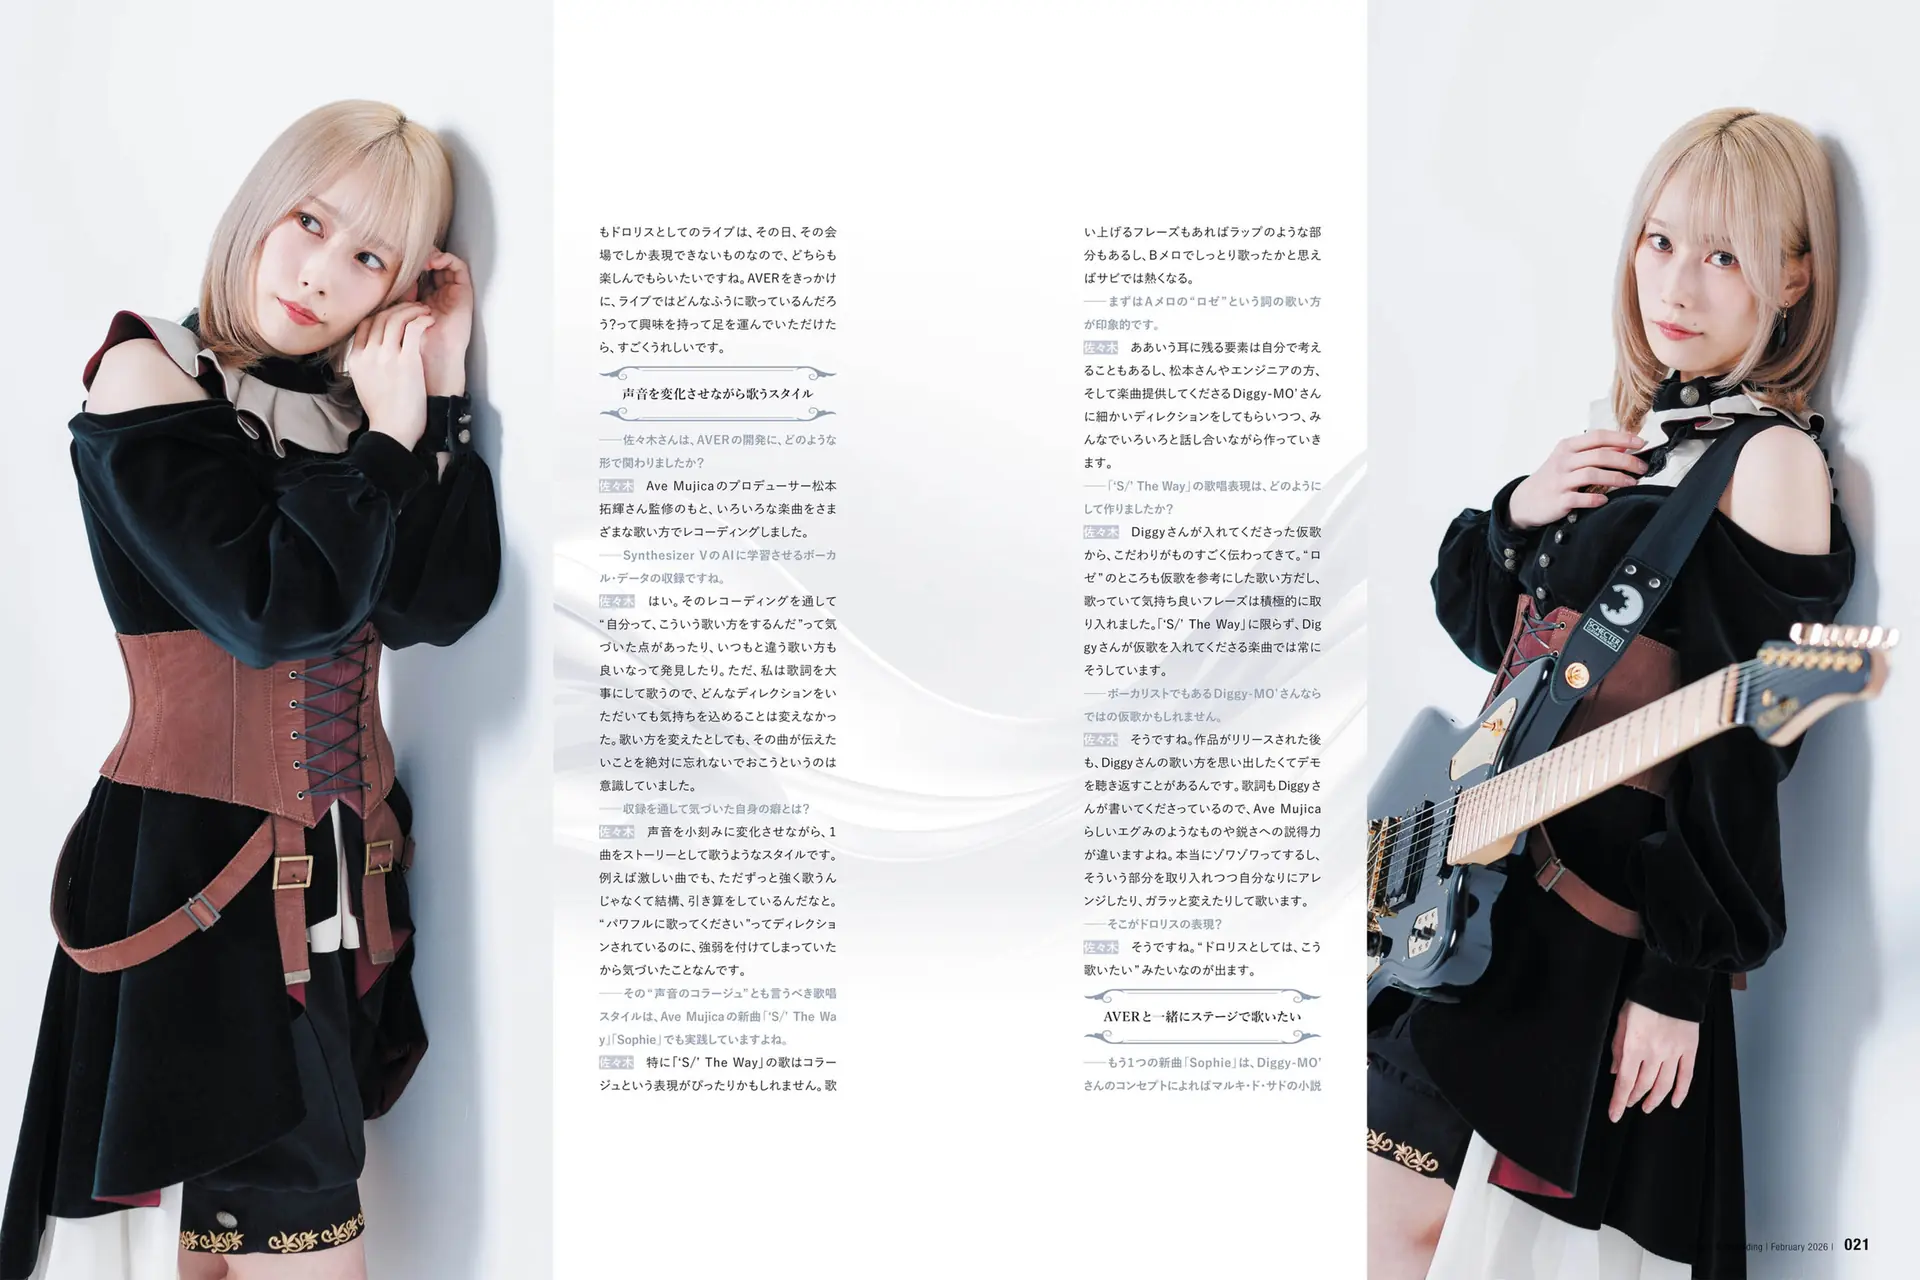 もドロリスとしてのライブは、その日、その会
場でしか表現できないものなので、どちらも
楽しんでもらいたいですね。AVERをきっかけ
に、ライブではどんなふうに歌っているんだろ
う?って興味を持って足を運んでいただけた
ら、すごくうれしいです。
声音を変化させながら歌うスタイル
──佐々木さんは、AVERの開発に、どのような
形で関わりましたか?
佐々木　Ave Mujicaのプロデューサー松本
拓輝さん監修のもと、いろいろな楽曲をさま
ざまな歌い方でレコーディングしました。
──Synthesizer VのAIに学習させるボーカ
ル・データの収録ですね。
佐々木　はい。そのレコーディングを通して
“自分って、こういう歌い方をするんだ”って気
づいた点があったり、いつもと違う歌い方も
良いなって発見したり。ただ、私は歌詞を大
事にして歌うので、どんなディレクションをい
ただいても気持ちを込めることは変えなかっ
た。歌い方を変えたとしても、その曲が伝えた
いことを絶対に忘れないでおこうというのは
意識していました。
──収録を通して気づいた自身の癖とは?
佐々木　声音を小刻みに変化させながら、1
曲をストーリーとして歌うようなスタイルです。
例えば激しい曲でも、ただずっと強く歌うん
じゃなくて結構、引き算をしているんだなと。
“パワフルに歌ってください”ってディレクショ
ンされているのに、強弱を付けてしまっていた
から気づいたことなんです。
──その“声音のコラージュ”とも言うべき歌唱
スタイルは、Ave Mujicaの新曲「‘S/’ The Wa
y」「Sophie」でも実践していますよね。
佐々木　特に「‘S/’ The Way」の歌はコラー
ジュという表現がぴったりかもしれません。歌
い上げるフレーズもあればラップのような部
分もあるし、Bメロでしっとり歌ったかと思え
ばサビでは熱くなる。
──まずはAメロの“ロゼ”という詞の歌い方
が印象的です。
佐々木　ああいう耳に残る要素は自分で考え
ることもあるし、松本さんやエンジニアの方、
そして楽曲提供してくださるDiggy-MO’さん
に細かいディレクションをしてもらいつつ、み
んなでいろいろと話し合いながら作っていき
ます。
──「‘S/’ The Way」の歌唱表現は、どのように
して作りましたか?
佐々木　Diggyさんが入れてくださった仮歌
から、こだわりがものすごく伝わってきて。“ロ
ゼ”のところも仮歌を参考にした歌い方だし、
歌っていて気持ち良いフレーズは積極的に取
り入れました。「‘S/’ The Way」に限らず、Dig
gyさんが仮歌を入れてくださる楽曲では常に
そうしています。
──ボーカリストでもあるDiggy-MO’さんなら
ではの仮歌かもしれません。
佐々木　そうですね。作品がリリースされた後
も、Diggyさんの歌い方を思い出したくてデモ
を聴き返すことがあるんです。歌詞もDiggyさ
んが書いてくださっているので、Ave Mujica
らしいエグみのようなものや鋭さへの説得力
が違いますよね。本当にゾワゾワってするし、
そういう部分を取り入れつつ自分なりにアレ
ンジしたり、ガラッと変えたりして歌います。
──そこがドロリスの表現?
佐々木　そうですね。“ドロリスとしては、こう
歌いたい”みたいなのが出ます。
AVERと一緒にステージで歌いたい
──もう1つの新曲「Sophie」は、Diggy-MO’
さんのコンセプトによればマルキ・ド・サドの小説
SCHECTER
ding | February 2026 | 021